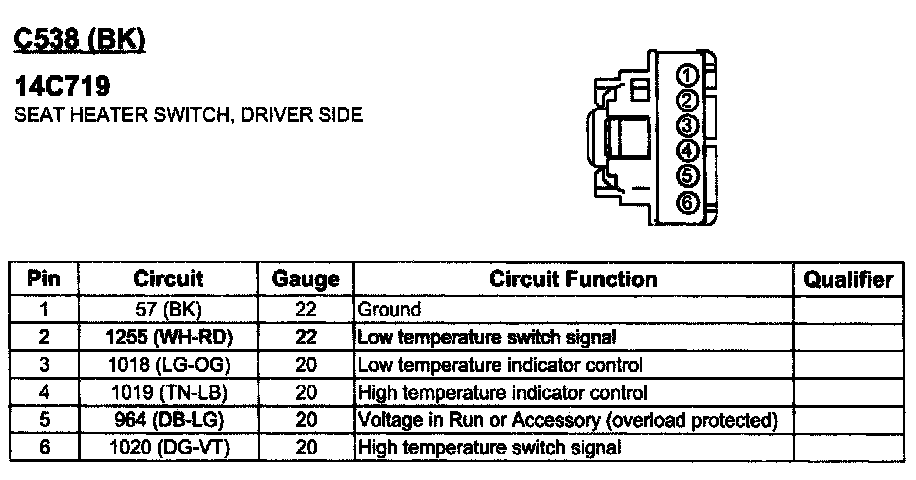 C538 (BK)
14C719
SEAT HEATER SWITCH, DRIVER SIDE
1
2
3
4
5
6
Pin Circuit Gauge Circuit Function Qualifier
1 57 (BK) 22 Ground
2 1255 (WH-RD) 22 Low temperature switch signal
3 1018 (LG-OG) 20 Low temperature indicator control
4 1019 (TN-LB) 20 High temperature indicator control
5 964 (DB-LG) 20 Voltage in Run or Accessory (overload protected)
6 1020 (DG-VT) 20 High temperature switch signal